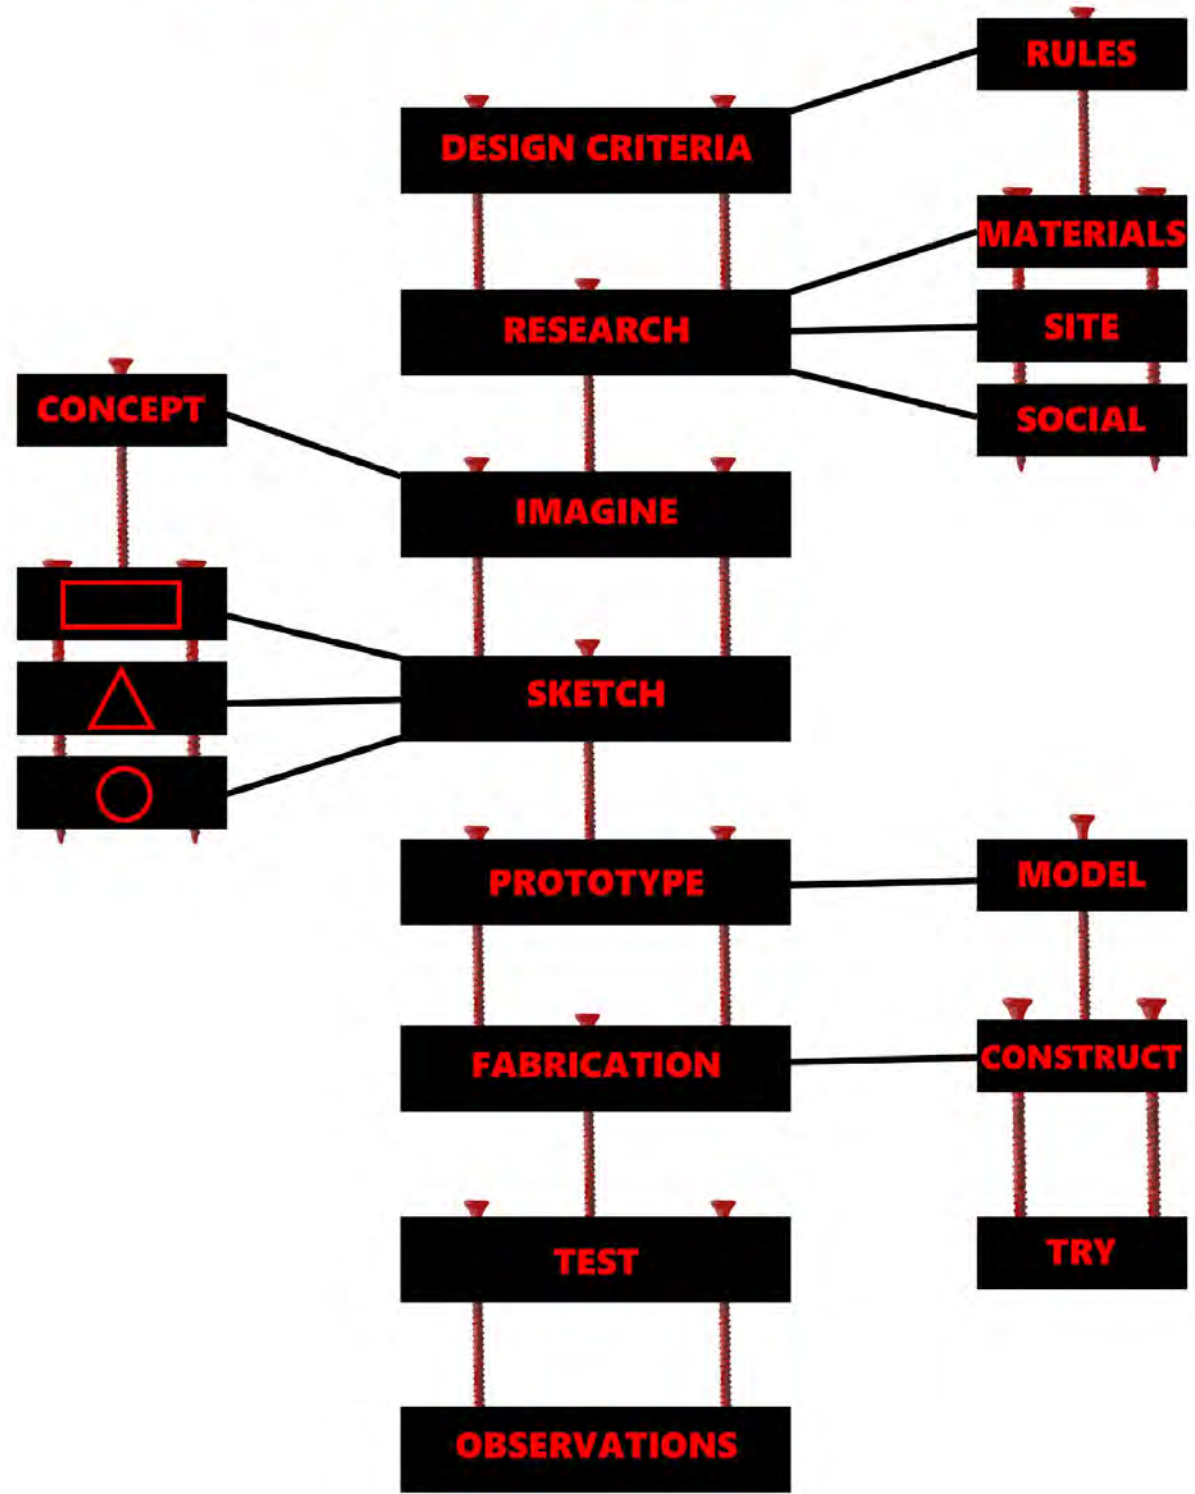 RULES
DESIGN CRITERIA
MATERIALS
RESEARCH
SITE
SOCIAL
CONCEPT
IMAGINE
SKETCH
PROTOTYPE
MODEL
FABRICATION
CONSTRUCT
TEST
TRY
OBSERVATIONS